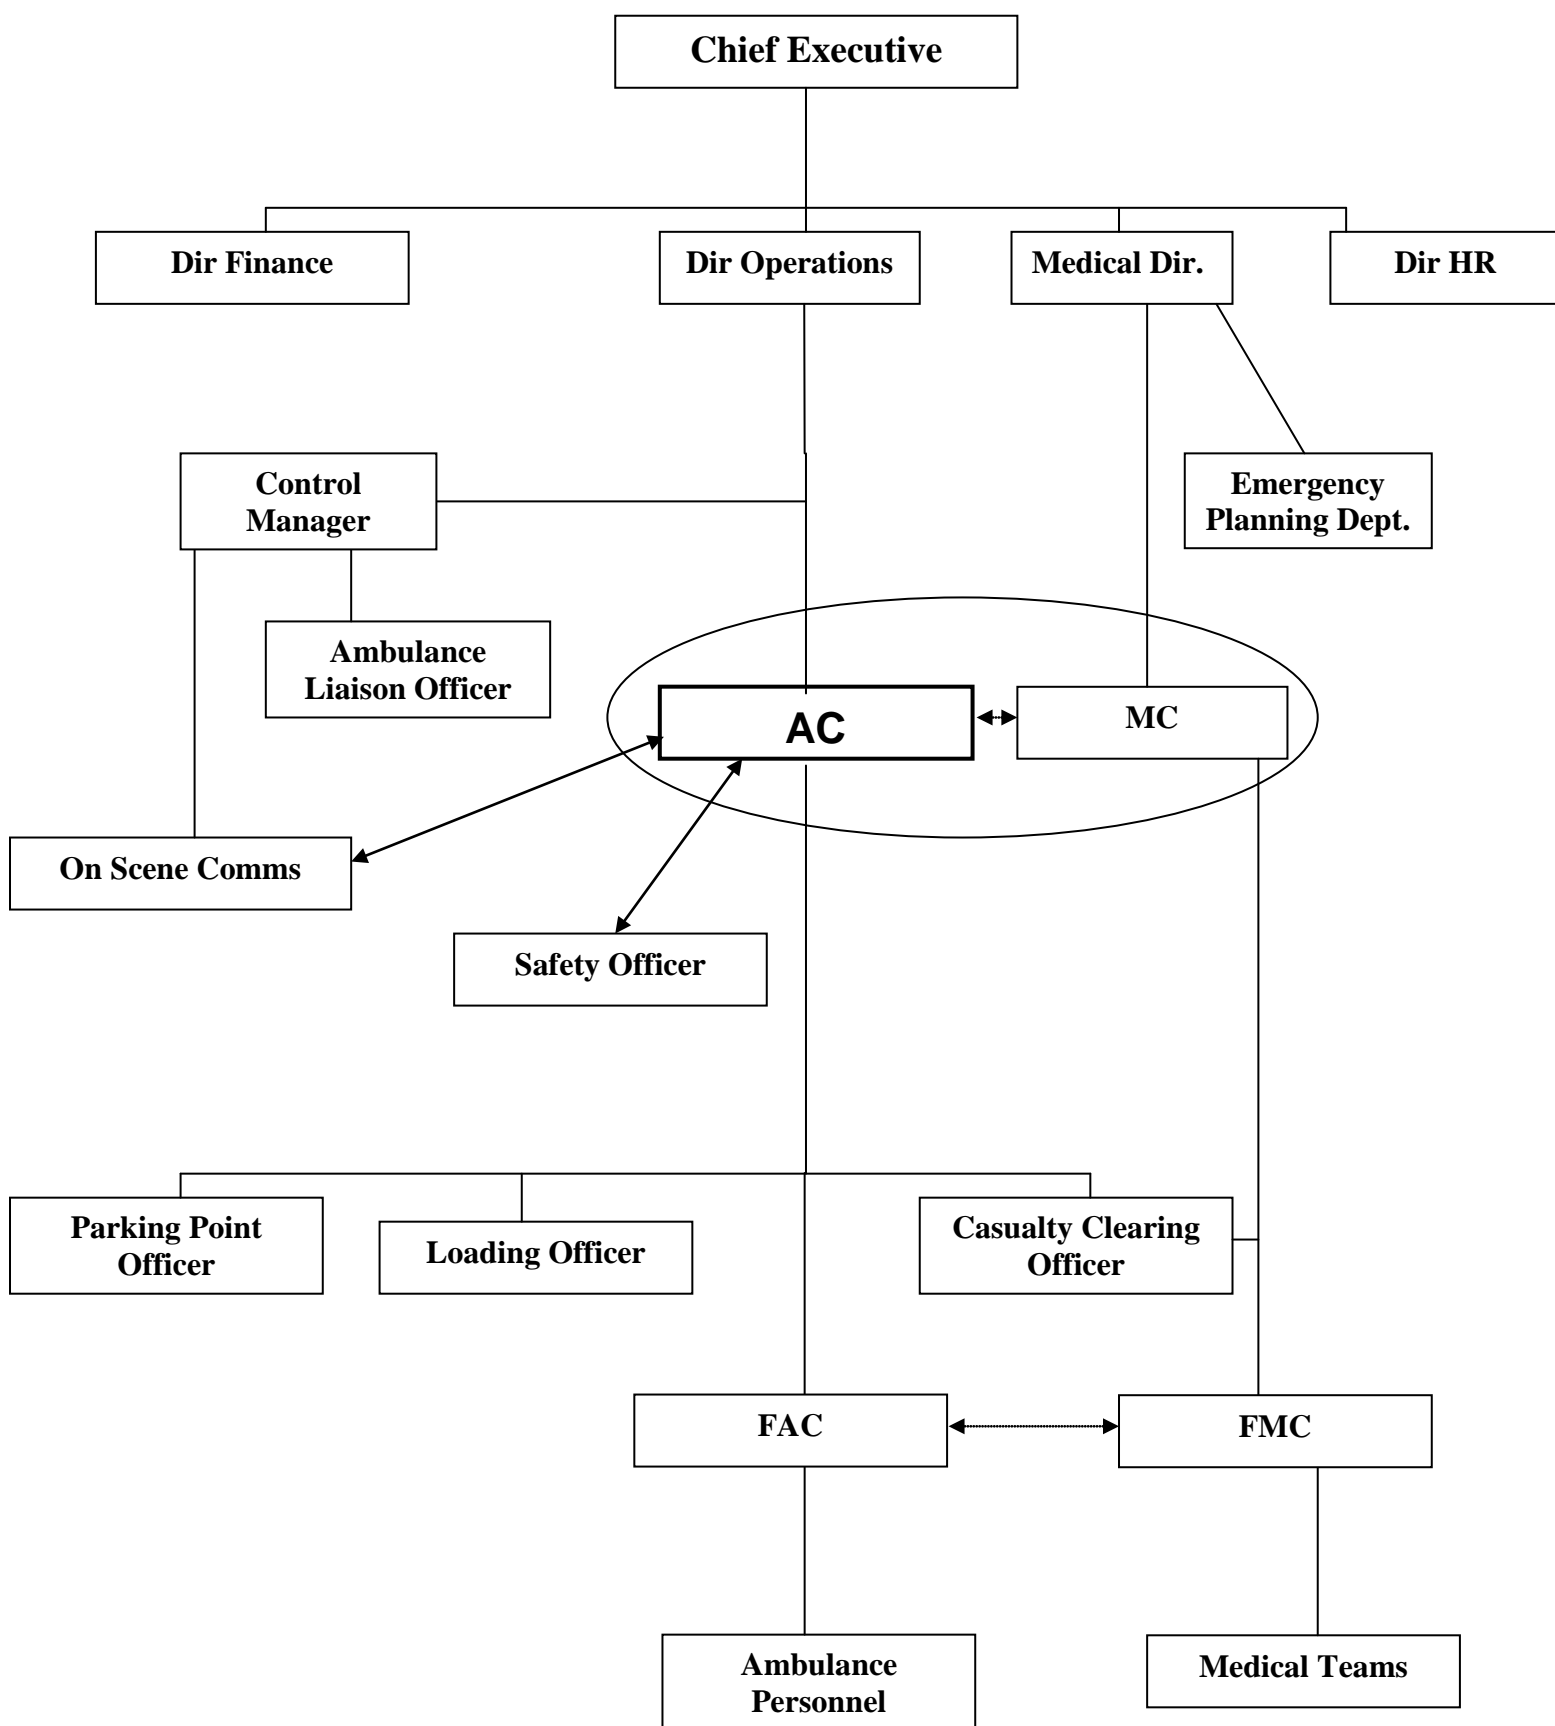 Chief Executive
Dir Finance
Dir Operations
Medical Dir.
Dir HR
Control
Manager
Emergency
Planning Dept.
Ambulance
Liaison Officer
AC
MC
On Scene Comms
Safety Officer
Parking Point
Officer
Loading Officer
Casualty Clearing
Officer
FAC
FMC
Ambulance
Personnel
Medical Teams